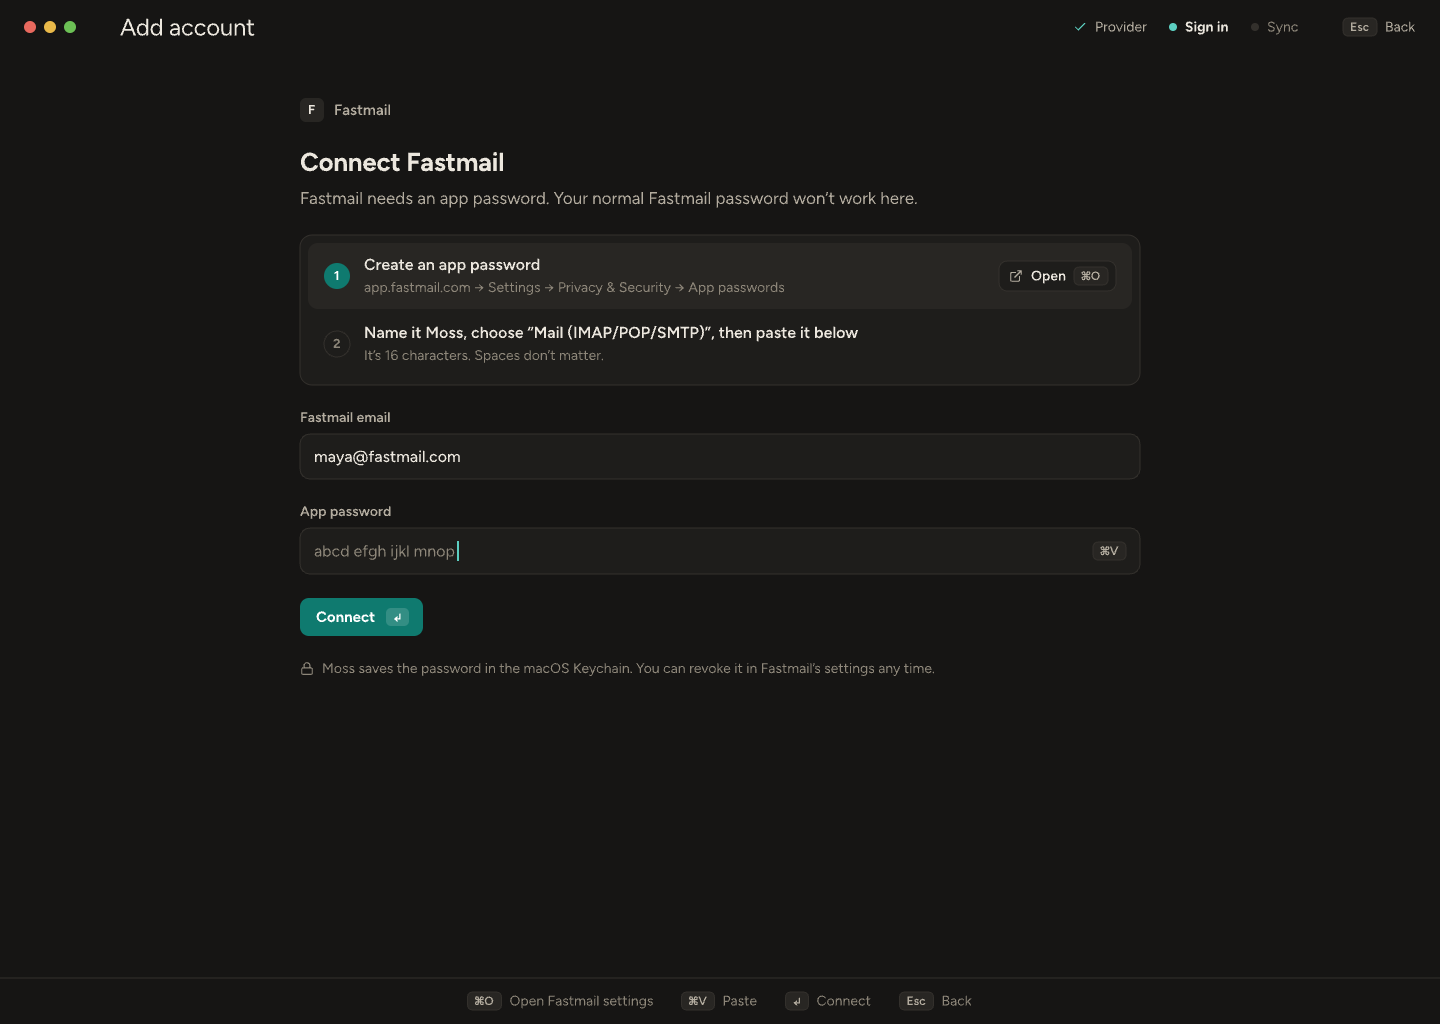 Add account
Provider
Sign in
Sync
Esc Back
F Fastmail
Connect Fastmail
Fastmail needs an app password. Your normal Fastmail password won’t work here.
1
Create an app password
app.fastmail.com → Settings → Privacy & Security → App passwords
Open ⌘O
2
Name it Moss, choose “Mail (IMAP/POP/SMTP)”, then paste it below
It’s 16 characters. Spaces don’t matter.
Fastmail email
maya@fastmail.com
App password
abcd efgh ijkl mnop
⌘V
Connect ↵
Moss saves the password in the macOS Keychain. You can revoke it in Fastmail’s settings any time.
⌘O Open Fastmail settings ⌘V Paste ↵ Connect Esc Back